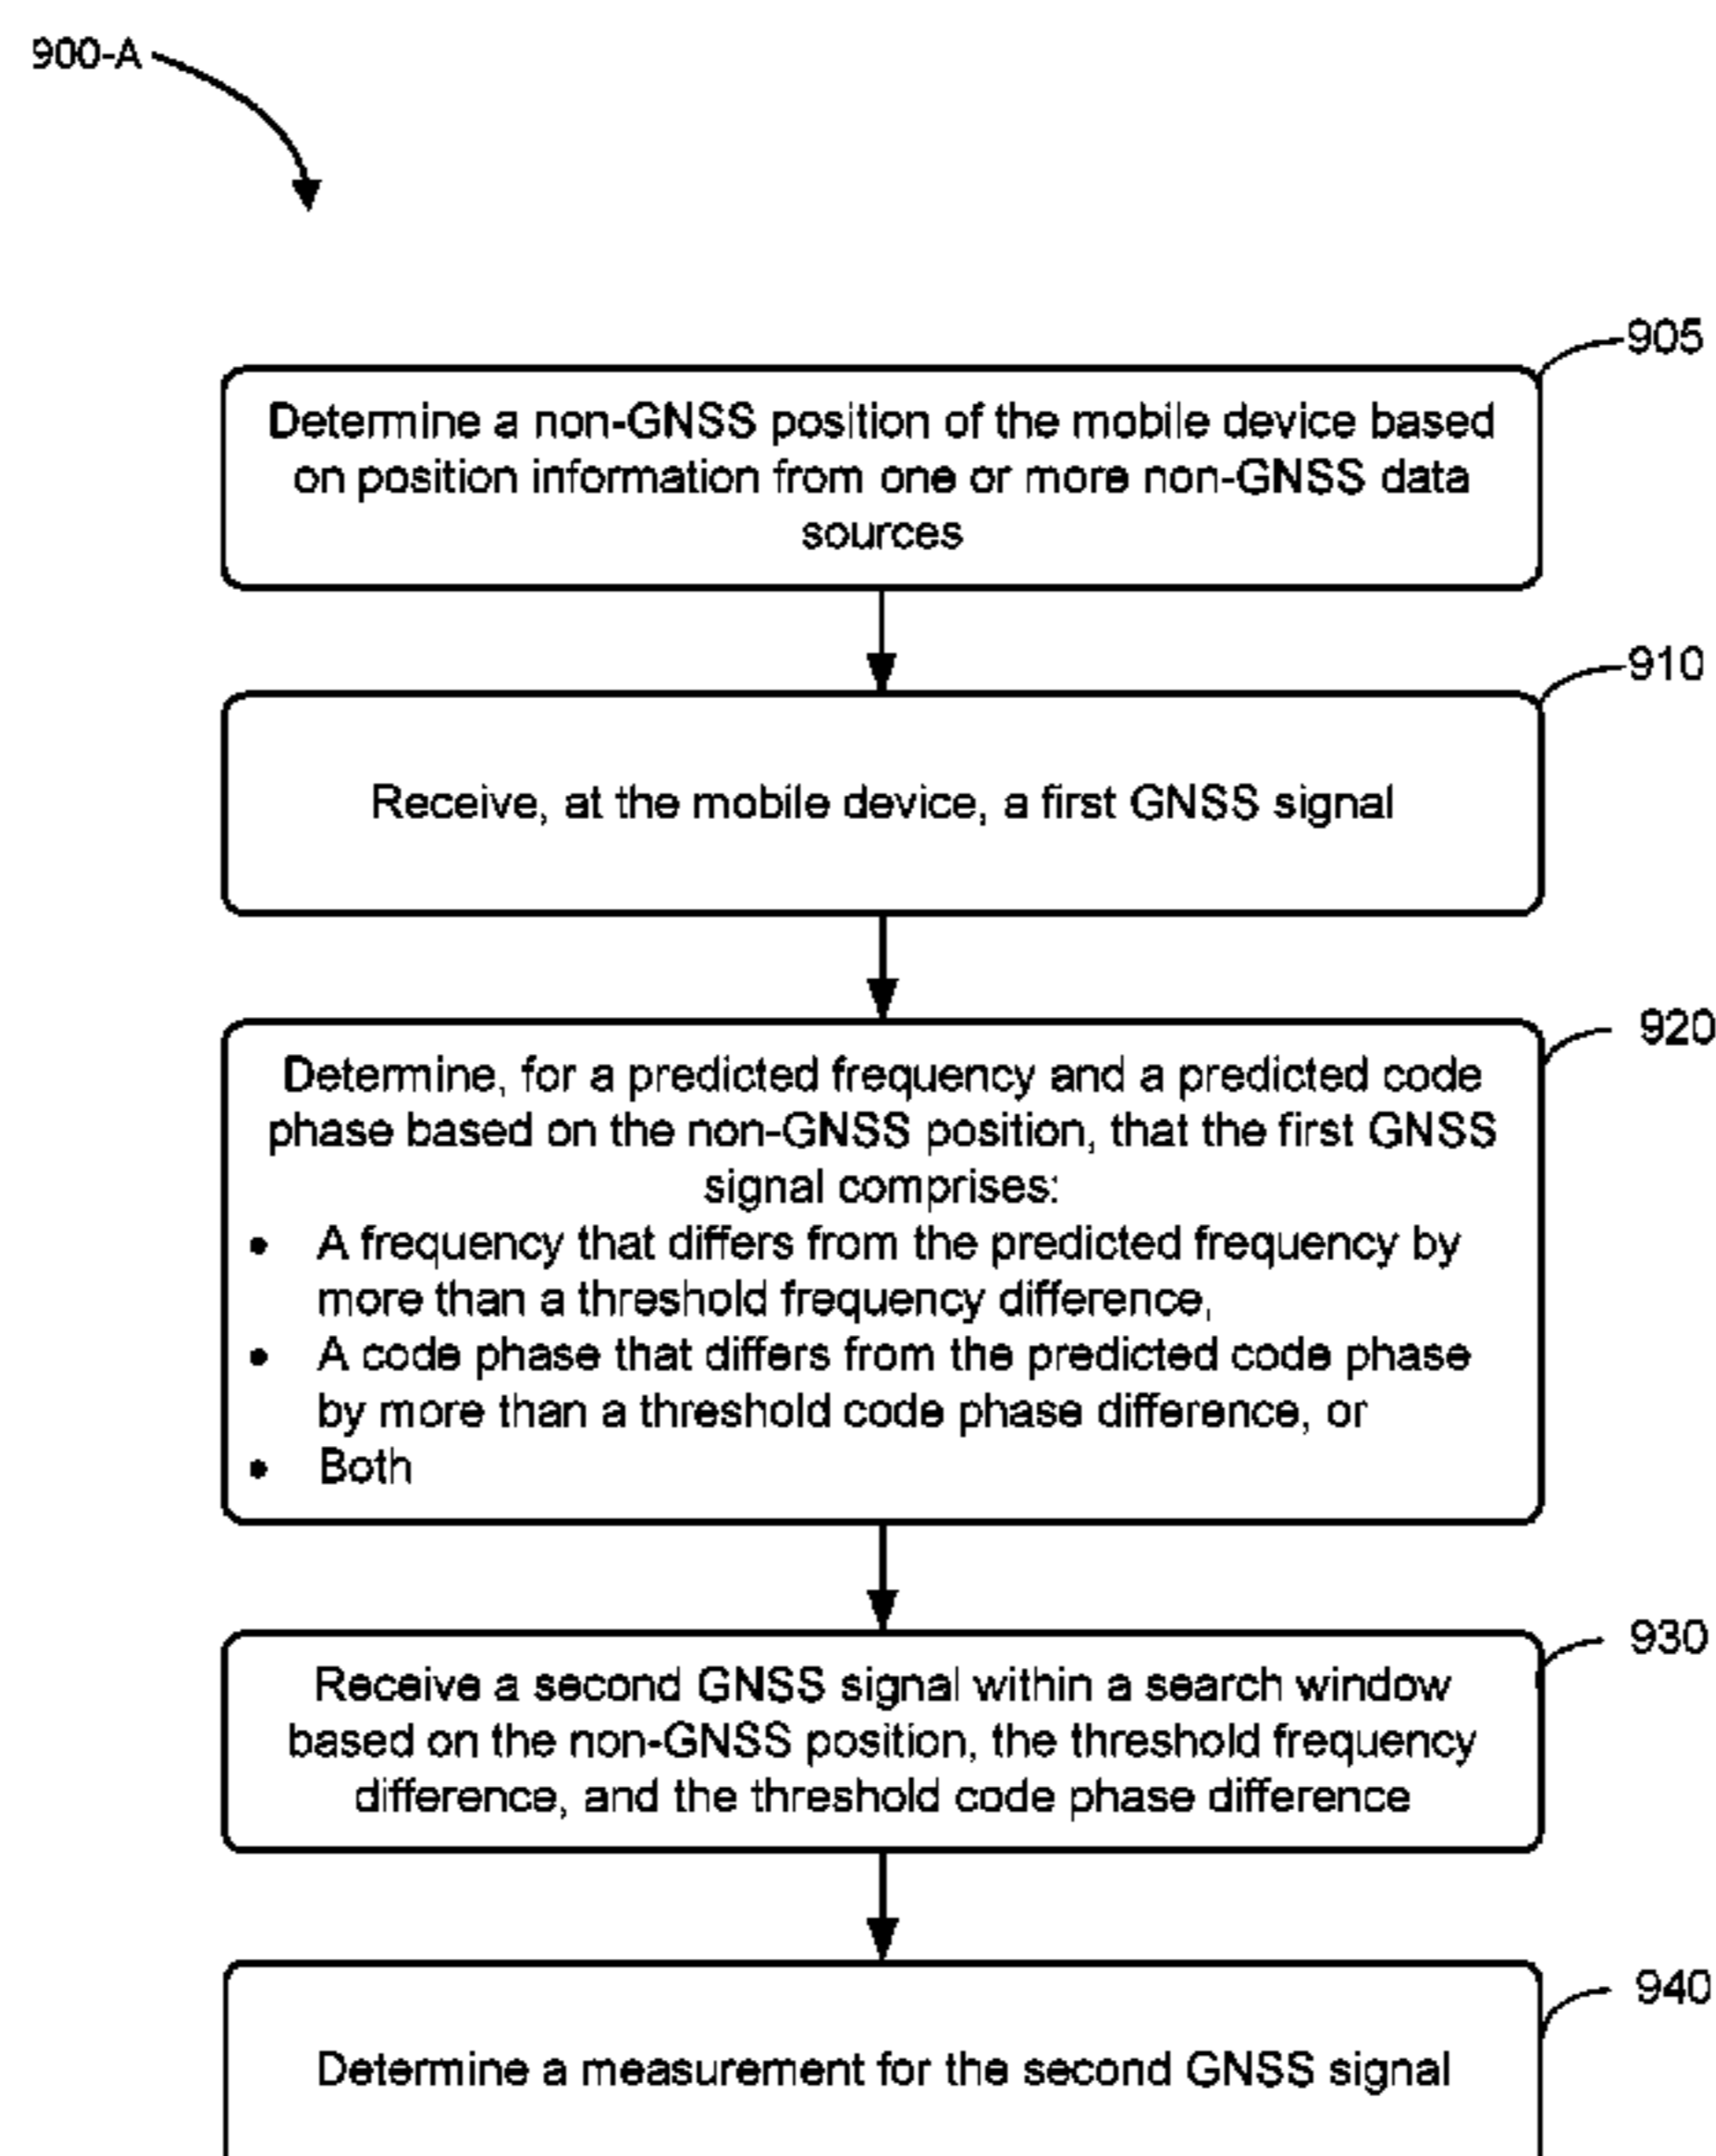 900-A
905
Determine a non-GNSS position of the mobile device based
on position information from one or more non-GNSS data
sources
910
Receive, at the mobile device, a first GNSS signal
920
Determine, for a predicted frequency and a predicted code
phase based on the non-GNSS position, that the first GNSS
signal comprises:
• A frequency that differs from the predicted frequency by
more than a threshold frequency difference,
• A code phase that differs from the predicted code phase
by more than a threshold code phase difference, or
• Both
930
Receive a second GNSS signal within a search window
based on the non-GNSS position, the threshold frequency
difference, and the threshold code phase difference
940
Determine a measurement for the second GNSS signal